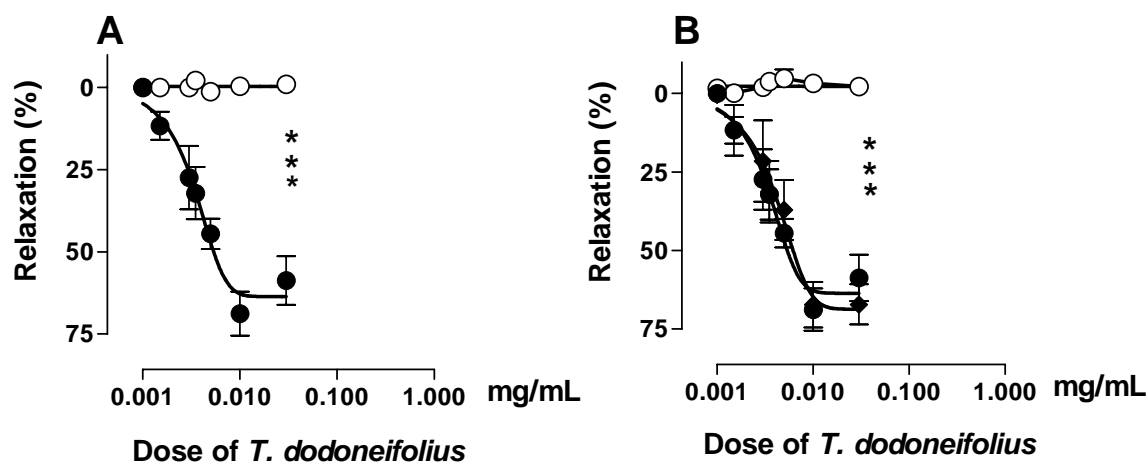 A
Relaxation (%)
0
25
50
75
***
0.001 0.010 0.100 1.000 mg/mL
Dose of T. dodoneifolius
B
Relaxation (%)
0
25
50
75
***
0.001 0.010 0.100 1.000 mg/mL
Dose of T. dodoneifolius